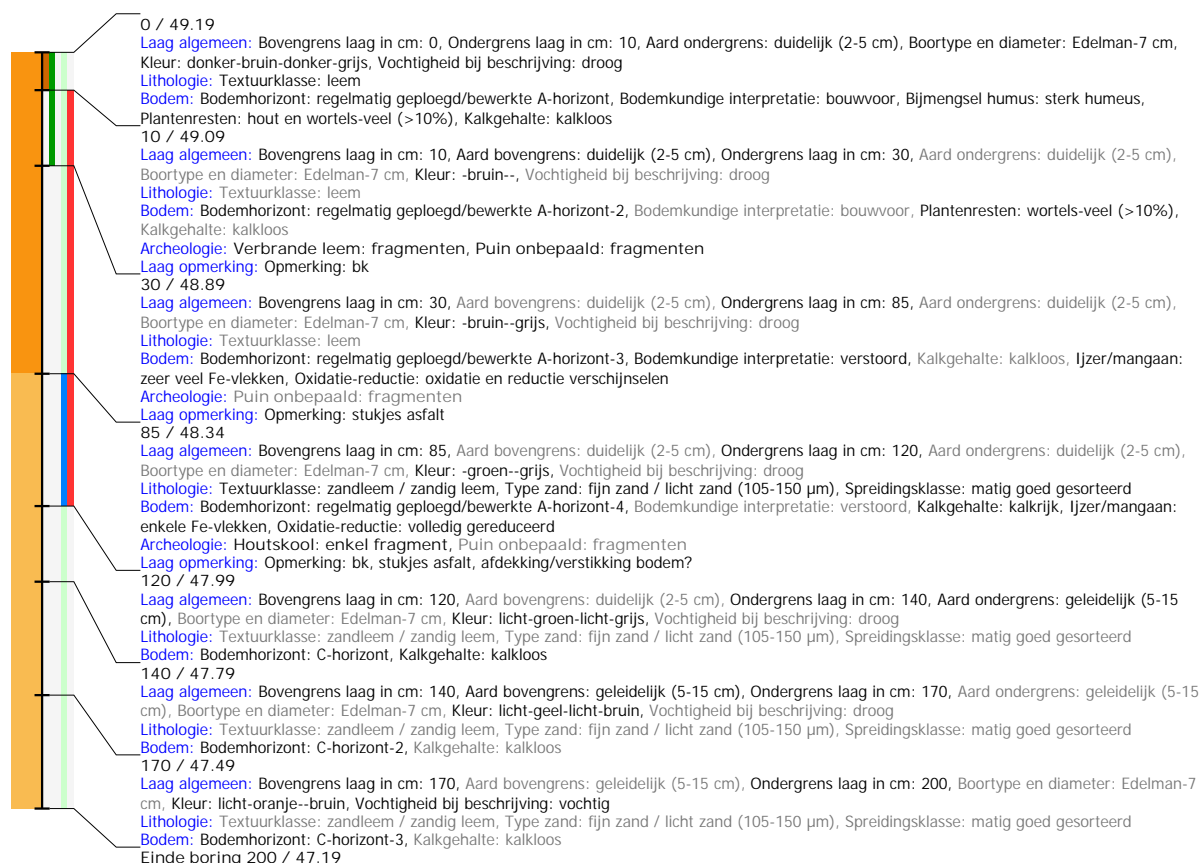 0 / 49.19
Laag algemeen: Bovengrens laag in cm: 0, Ondergrens laag in cm: 10, Aard ondergrens: duidelijk (2-5 cm), Boortype en diameter: Edelman-7 cm,
Kleur: donker-bruin-donker-grijs, Vochtigheid bij beschrijving: droog
Lithologie: Textuurklasse: leem
Bodem: Bodemhorizont: regelmatig geploegd/bewerkte A-horizont, Bodemkundige interpretatie: bouwvoor, Bijmengsel humus: sterk humeus,
Plantenresten: hout en wortels-veel (>10%), Kalkgehalte: kalkloos
10 / 49.09
Laag algemeen: Bovengrens laag in cm: 10, Aard bovengrens: duidelijk (2-5 cm), Ondergrens laag in cm: 30, Aard ondergrens: duidelijk (2-5 cm),
Boortype en diameter: Edelman-7 cm, Kleur: -bruin--, Vochtigheid bij beschrijving: droog
Lithologie: Textuurklasse: leem
Bodem: Bodemhorizont: regelmatig geploegd/bewerkte A-horizont-2, Bodemkundige interpretatie: bouwvoor, Plantenresten: wortels-veel (>10%),
Kalkgehalte: kalkloos
Archeologie: Verbrande leem: fragmenten, Puin onbepaald: fragmenten
Laag opmerking: Opmerking: bk
30 / 48.89
Laag algemeen: Bovengrens laag in cm: 30, Aard bovengrens: duidelijk (2-5 cm), Ondergrens laag in cm: 85, Aard ondergrens: duidelijk (2-5 cm),
Boortype en diameter: Edelman-7 cm, Kleur: -bruin--grijs, Vochtigheid bij beschrijving: droog
Lithologie: Textuurklasse: leem
Bodem: Bodemhorizont: regelmatig geploegd/bewerkte A-horizont-3, Bodemkundige interpretatie: verstoord, Kalkgehalte: kalkloos, Ijzer/mangaan:
zeer veel Fe-vlekken, Oxidatie-reductie: oxidatie en reductie verschijnselen
Archeologie: Puin onbepaald: fragmenten
Laag opmerking: Opmerking: stukjes asfalt
85 / 48.34
Laag algemeen: Bovengrens laag in cm: 85, Aard bovengrens: duidelijk (2-5 cm), Ondergrens laag in cm: 120, Aard ondergrens: duidelijk (2-5 cm),
Boortype en diameter: Edelman-7 cm, Kleur: -groen--grijs, Vochtigheid bij beschrijving: droog
Lithologie: Textuurklasse: zandleem / zandig leem, Type zand: fijn zand / licht zand (105-150 µm), Spreidingsklasse: matig goed gesorteerd
Bodem: Bodemhorizont: regelmatig geploegd/bewerkte A-horizont-4, Bodemkundige interpretatie: verstoord, Kalkgehalte: kalkrijk, Ijzer/mangaan:
enkele Fe-vlekken, Oxidatie-reductie: volledig gereduceerd
Archeologie: Houtskool: enkel fragment, Puin onbepaald: fragmenten
Laag opmerking: Opmerking: bk, stukjes asfalt, afdekking/verstikking bodem?
120 / 47.99
Laag algemeen: Bovengrens laag in cm: 120, Aard bovengrens: duidelijk (2-5 cm), Ondergrens laag in cm: 140, Aard ondergrens: geleidelijk (5-15
cm), Boortype en diameter: Edelman-7 cm, Kleur: licht-groen-licht-grijs, Vochtigheid bij beschrijving: droog
Lithologie: Textuurklasse: zandleem / zandig leem, Type zand: fijn zand / licht zand (105-150 µm), Spreidingsklasse: matig goed gesorteerd
Bodem: Bodemhorizont: C-horizont, Kalkgehalte: kalkloos
140 / 47.79
Laag algemeen: Bovengrens laag in cm: 140, Aard bovengrens: geleidelijk (5-15 cm), Ondergrens laag in cm: 170, Aard ondergrens: geleidelijk (5-15
cm), Boortype en diameter: Edelman-7 cm, Kleur: licht-geel-licht-bruin, Vochtigheid bij beschrijving: droog
Lithologie: Textuurklasse: zandleem / zandig leem, Type zand: fijn zand / licht zand (105-150 µm), Spreidingsklasse: matig goed gesorteerd
Bodem: Bodemhorizont: C-horizont-2, Kalkgehalte: kalkloos
170 / 47.49
Laag algemeen: Bovengrens laag in cm: 170, Aard bovengrens: geleidelijk (5-15 cm), Ondergrens laag in cm: 200, Boortype en diameter: Edelman-7
cm, Kleur: licht-oranje--bruin, Vochtigheid bij beschrijving: vochtig
Lithologie: Textuurklasse: zandleem / zandig leem, Type zand: fijn zand / licht zand (105-150 µm), Spreidingsklasse: matig goed gesorteerd
Bodem: Bodemhorizont: C-horizont-3, Kalkgehalte: kalkloos
Einde boring 200 / 47.19